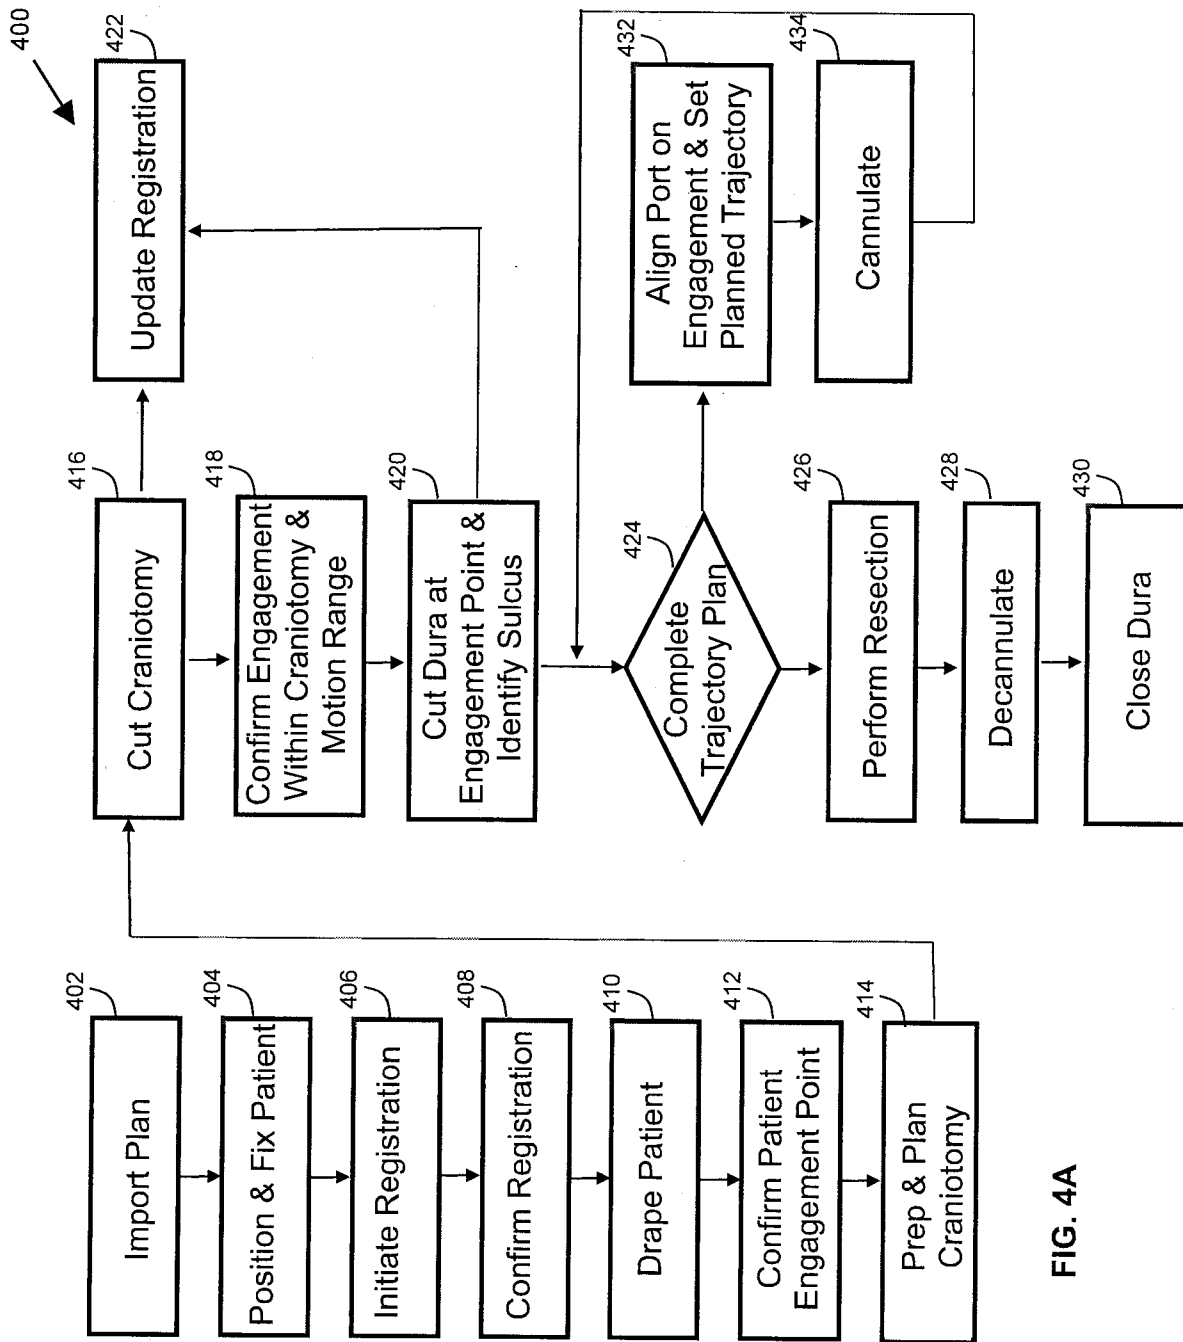 400
402
Import Plan
404
Position & Fix Patient
406
Initiate Registration
408
Confirm Registration
410
Drape Patient
412
Confirm Patient
Engagement Point
414
Prep & Plan
Craniotomy
416
Cut Craniotomy
418
Confirm Engagement
Within Craniotomy &
Motion Range
420
Cut Dura at
Engagement Point &
Identify Sulcus
422
Update Registration
424
Complete
Trajectory Plan
426
Perform Resection
428
Decannulate
430
Close Dura
432
Align Port on
Engagement & Set
Planned Trajectory
434
Cannulate
FIG. 4A